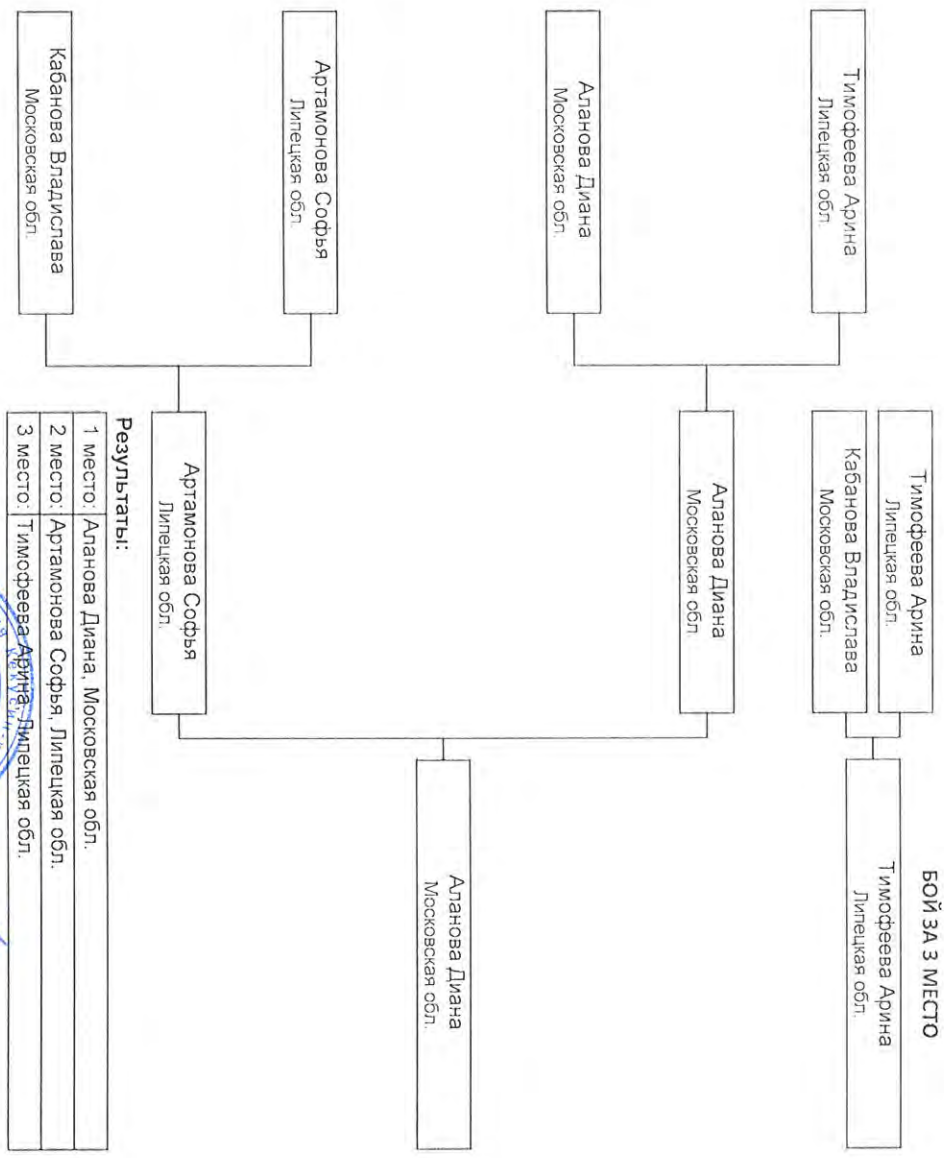 БОЙ ЗА 3 МЕСТО
Тимофеева Арина
Липецкая обл.
Тимофеева Арина
Липецкая обл.
Кабанова Владислава
Московская обл.
Тимофеева Арина
Липецкая обл.
Аланова Диана
Московская обл.
Аланова Диана
Московская обл.
Аланова Диана
Московская обл.
Артамонова Софья
Липецкая обл.
Кабанова Владислава
Московская обл.
Артамонова Софья
Липецкая обл.
Результаты:
1 место: Аланова Диана, Московская обл.
2 место: Артамонова Софья, Липецкая обл.
3 место: Тимофеева Арина, Липецкая обл.